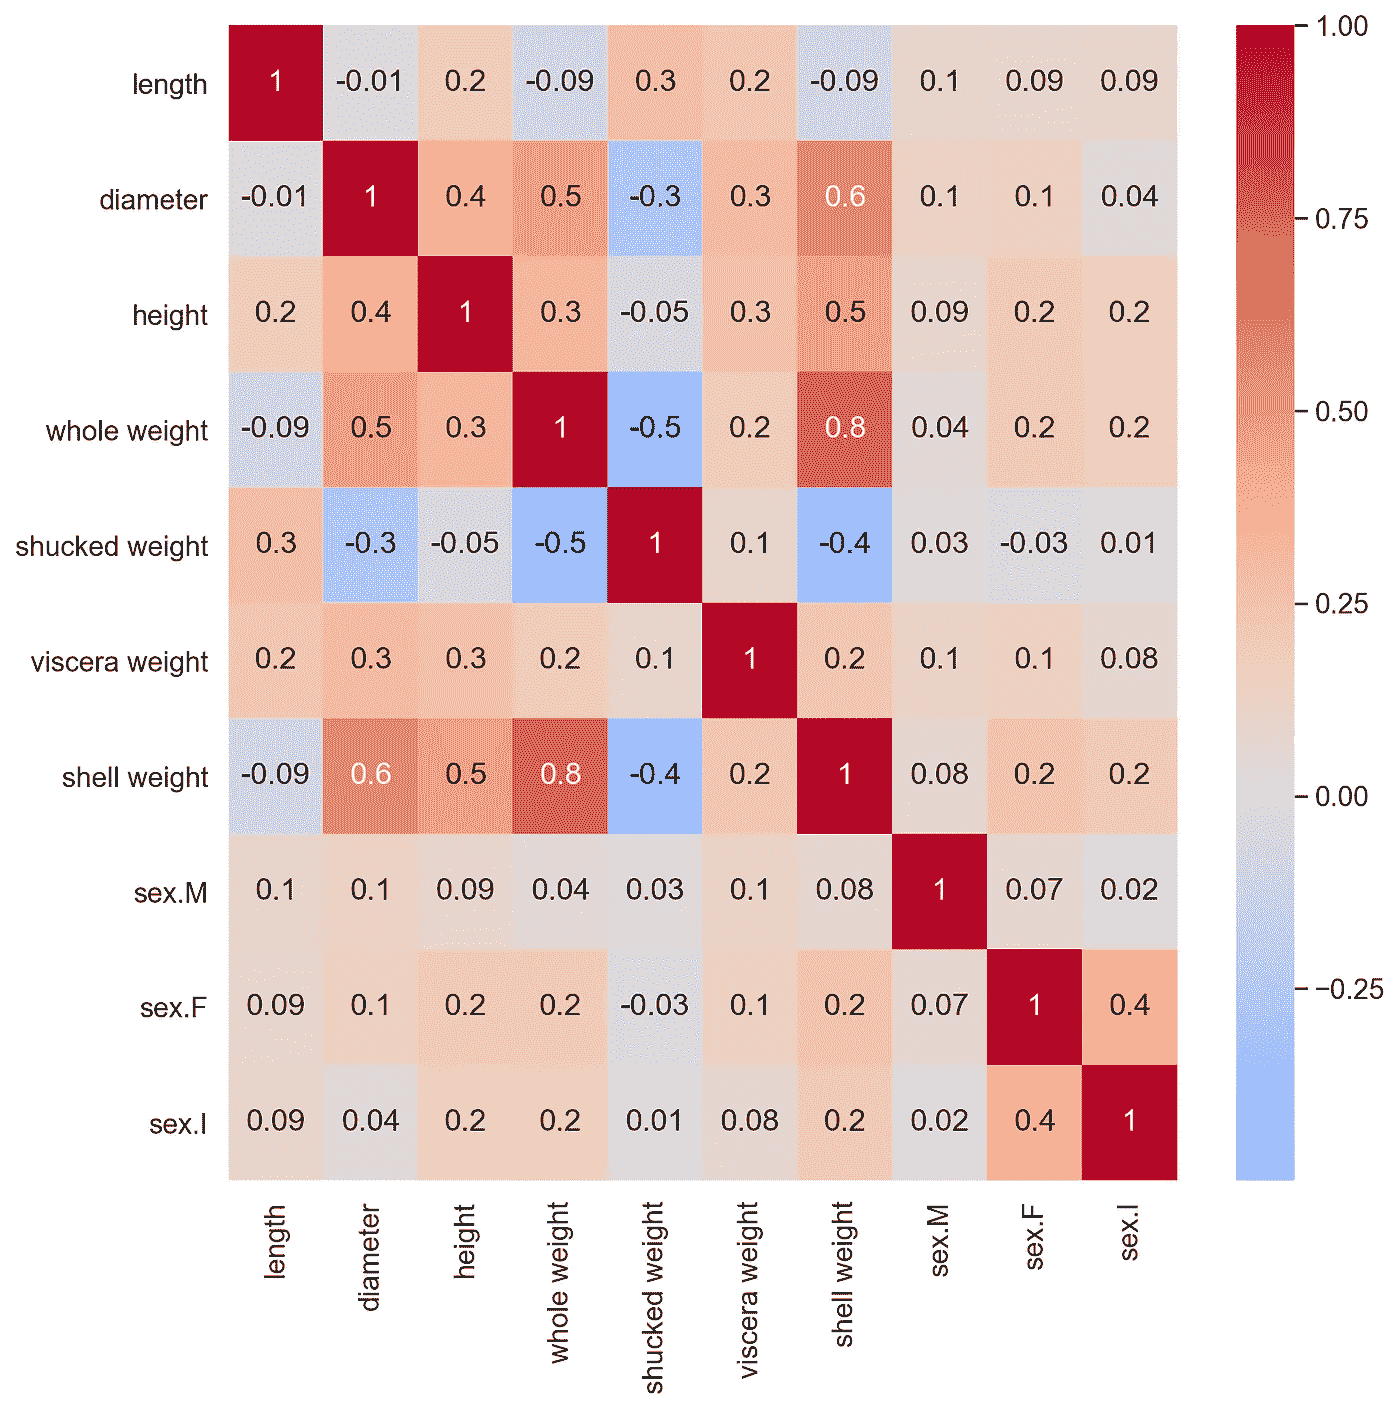 length 1 -0.01 0.2 -0.09 0.3 0.2 -0.09 0.1 0.09 0.09
diameter -0.01 1 0.4 0.5 -0.3 0.3 0.6 0.1 0.1 0.04
height 0.2 0.4 1 0.3 -0.05 0.3 0.5 0.09 0.2 0.2
whole weight -0.09 0.5 0.3 1 -0.5 0.2 0.8 0.04 0.2 0.2
shucked weight 0.3 -0.3 -0.05 -0.5 1 0.1 -0.4 0.03 -0.03 0.01
viscera weight 0.2 0.3 0.3 0.2 0.1 1 0.2 0.1 0.1 0.08
shell weight -0.09 0.6 0.5 0.8 -0.4 0.2 1 0.08 0.2 0.2
sex.M 0.1 0.1 0.09 0.04 0.03 0.1 0.08 1 0.07 0.02
sex.F 0.09 0.1 0.2 0.2 -0.03 0.1 0.2 0.07 1 0.4
sex.I 0.09 0.04 0.2 0.2 0.01 0.08 0.2 0.02 0.4 1
length
diameter
height
whole weight
shucked weight
viscera weight
shell weight
sex.M
sex.F
sex.I
1.00
0.75
0.50
0.25
0.00
−0.25